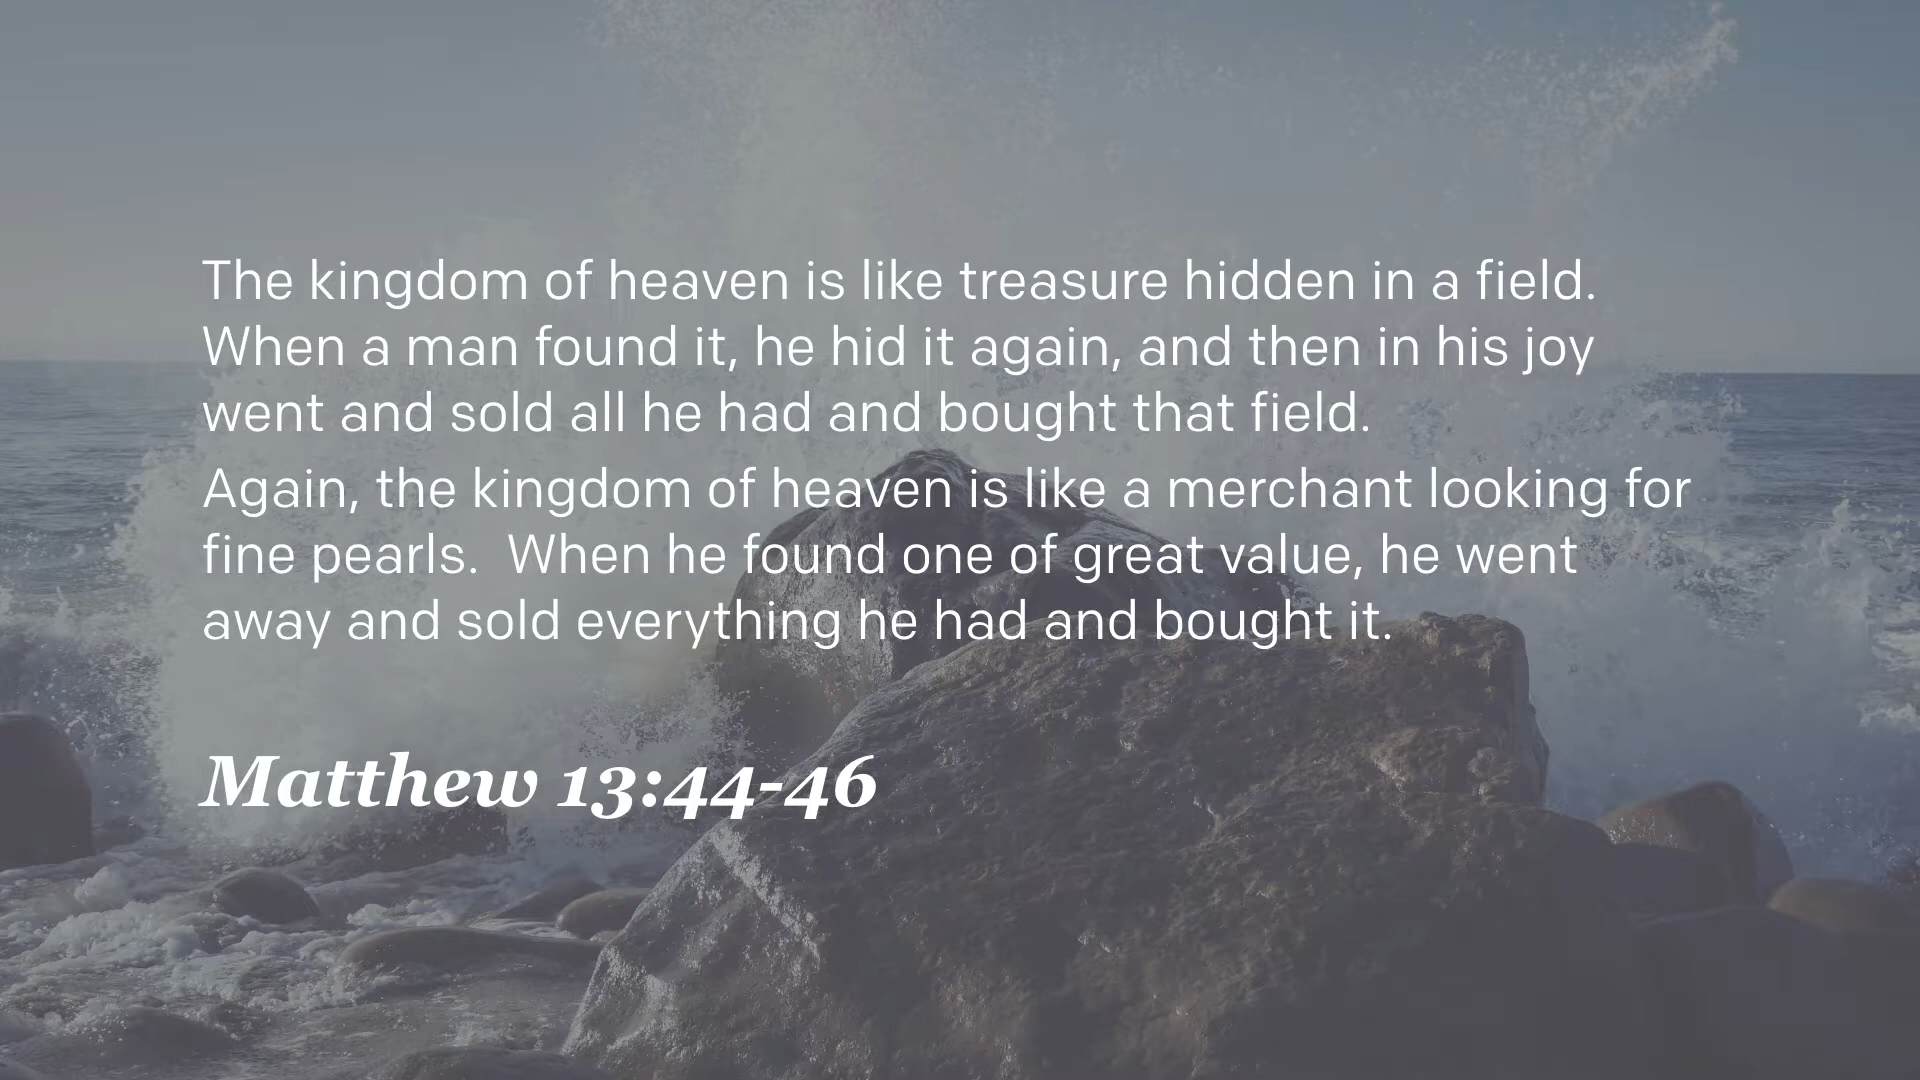 The kingdom of heaven is like treasure hidden in a field.
When a man found it, he hid it again, and then in his joy
went and sold all he had and bought that field.
Again, the kingdom of heaven is like a merchant looking for
fine pearls.  When he found one of great value, he went
away and sold everything he had and bought it.
Matthew 13:44-46